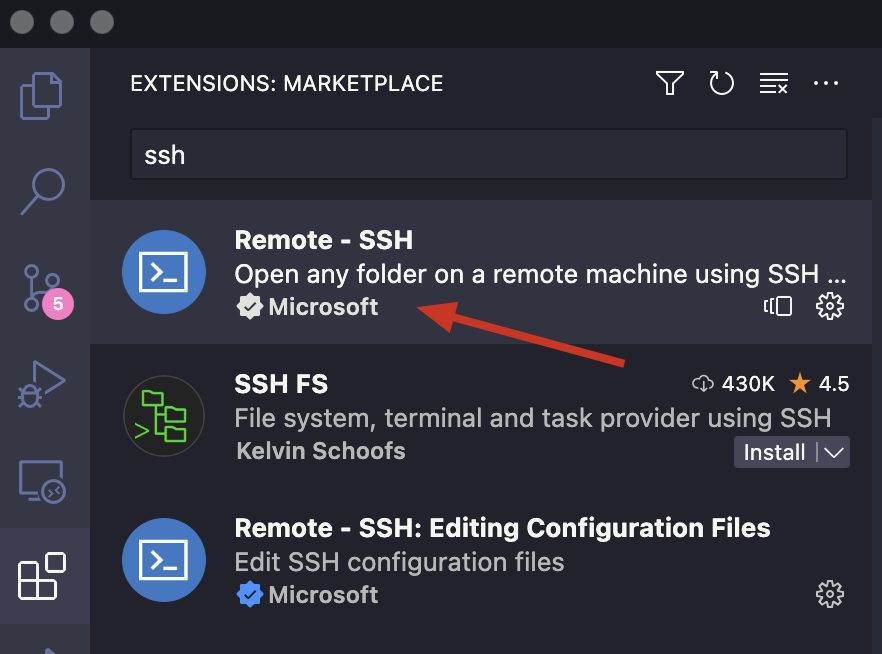 EXTENSIONS: MARKETPLACE
ssh
Remote - SSH
Open any folder on a remote machine using SSH ...
Microsoft
5
SSH FS 430K 4.5
File system, terminal and task provider using SSH
Kelvin Schoofs Install
Remote - SSH: Editing Configuration Files
Edit SSH configuration files
Microsoft